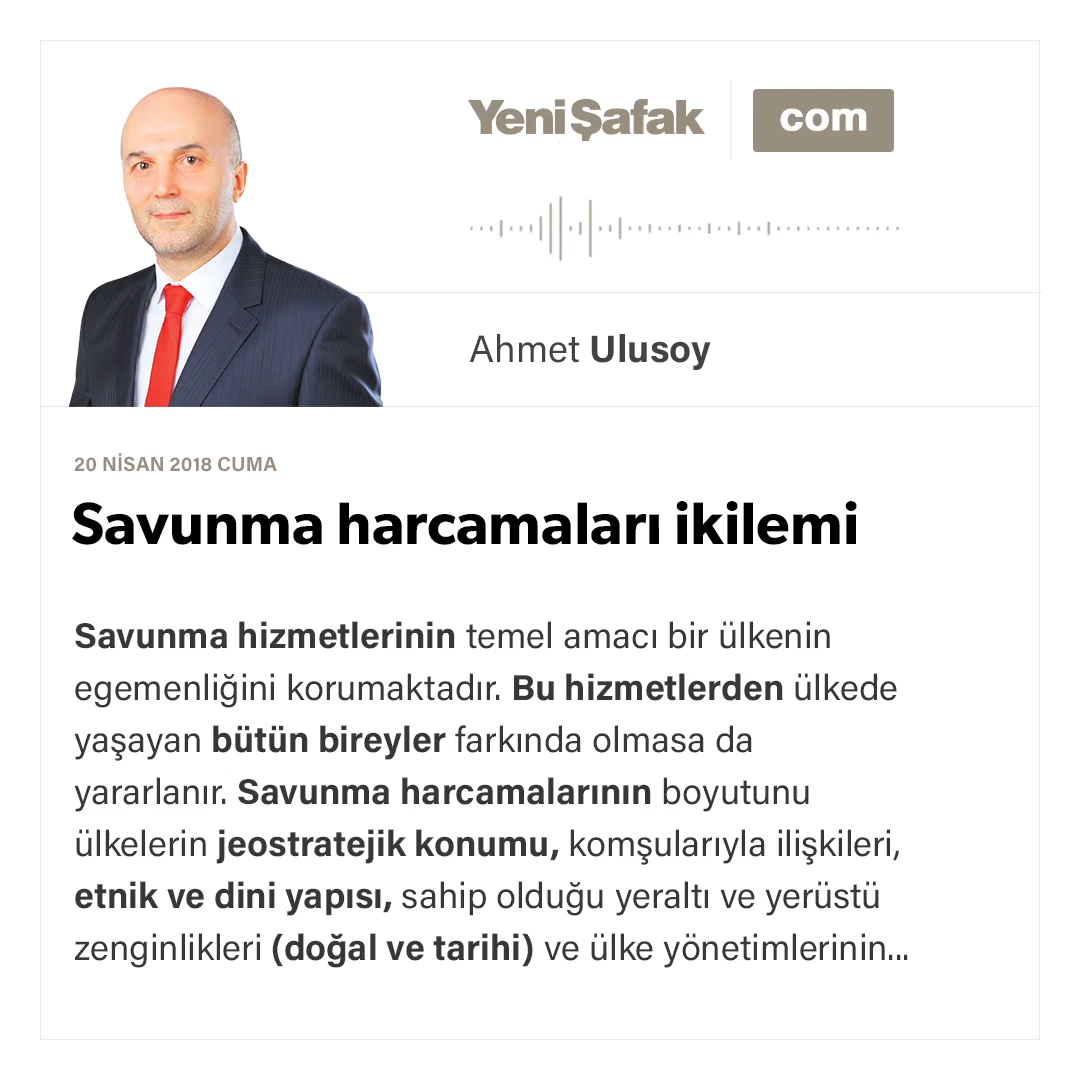 YeniŞafak com
Ahmet Ulusoy
20 NİSAN 2018 CUMA
Savunma harcamaları ikilemi
Savunma hizmetlerinin temel amacı bir ülkenin
egemenliğini korumaktadır. Bu hizmetlerden ülkede
yaşayan bütün bireyler farkında olmasa da
yararlanır. Savunma harcamalarının boyutunu
ülkelerin jeostratejik konumu, komşularıyla ilişkileri,
etnik ve dini yapısı, sahip olduğu yeraltı ve yerüstü
zenginlikleri (doğal ve tarihi) ve ülke yönetimlerinin...